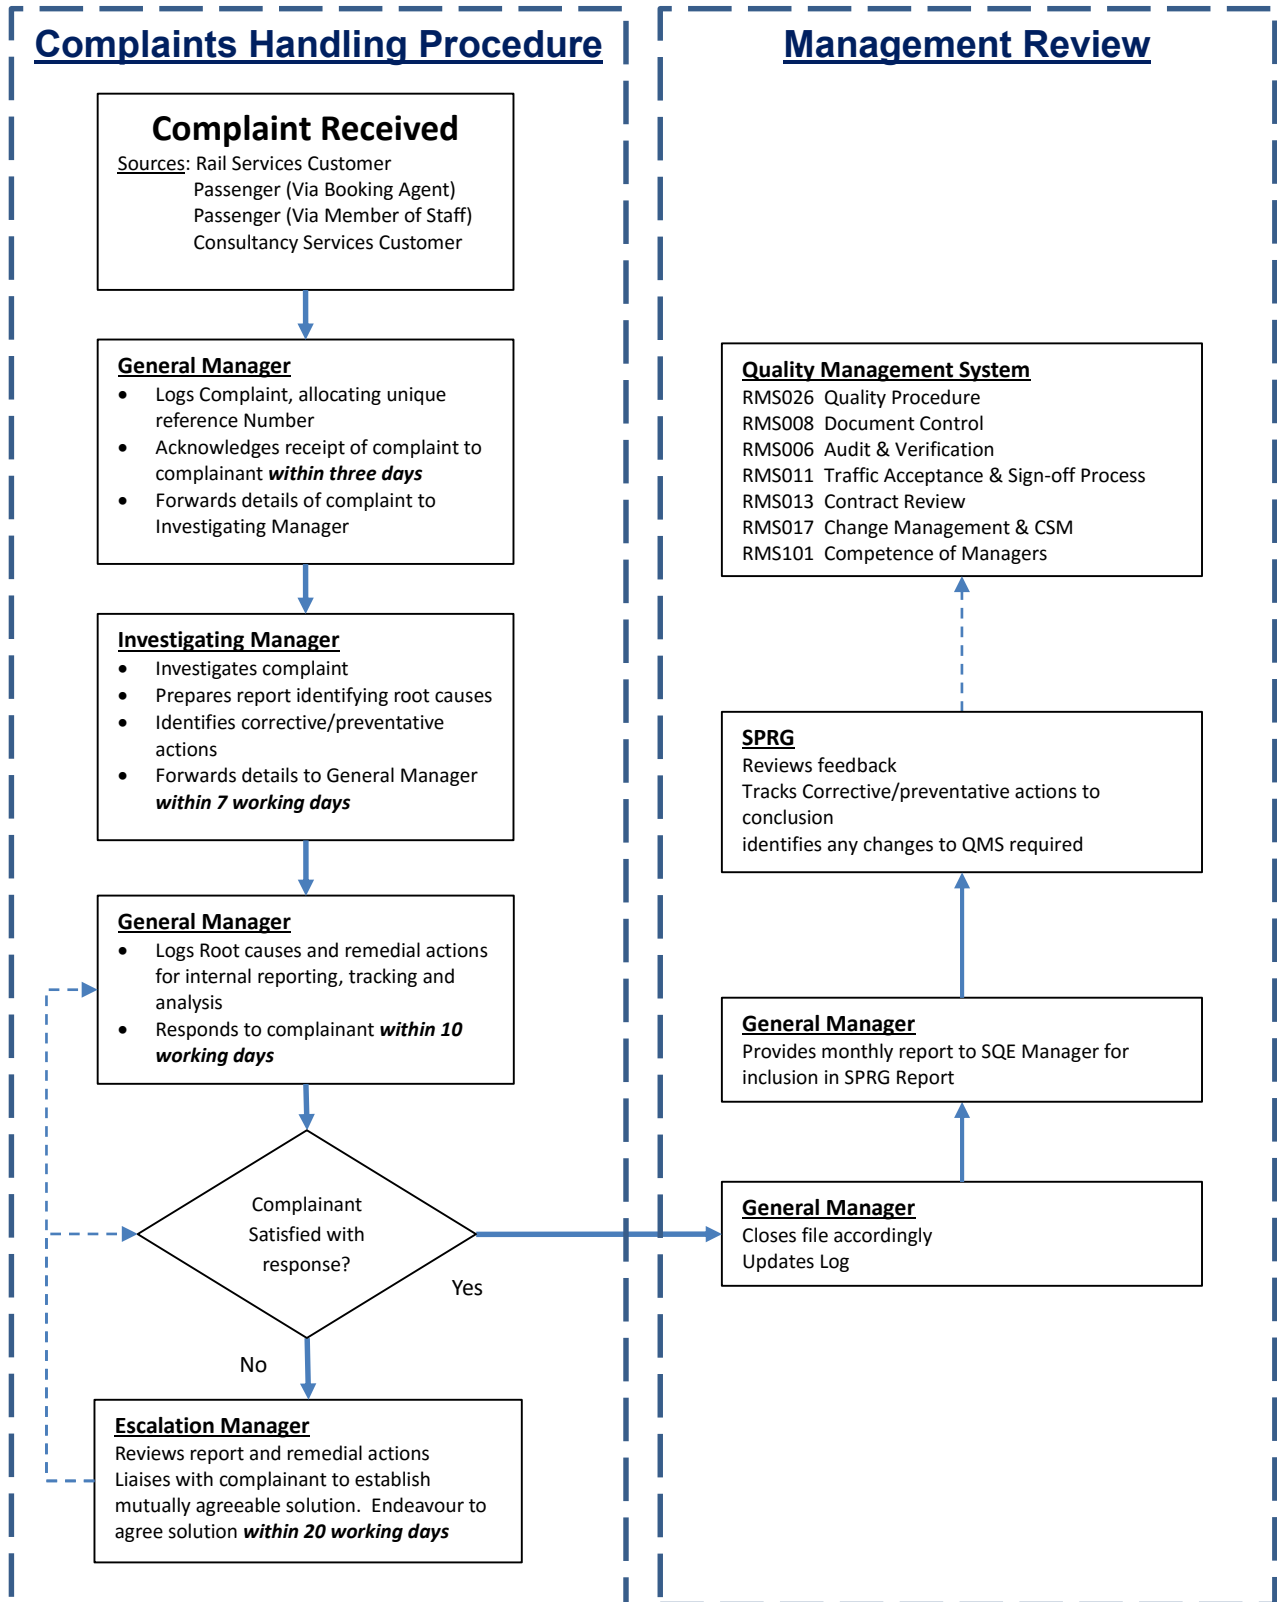 Complaints Handling Procedure
Complaint Received
Sources: Rail Services Customer
Passenger (Via Booking Agent)
Passenger (Via Member of Staff)
Consultancy Services Customer
General Manager
• Logs Complaint, allocating unique
reference Number
• Acknowledges receipt of complaint to
complainant within three days
• Forwards details of complaint to
Investigating Manager
Investigating Manager
• Investigates complaint
• Prepares report identifying root causes
• Identifies corrective/preventative
actions
• Forwards details to General Manager
within 7 working days
General Manager
• Logs Root causes and remedial actions
for internal reporting, tracking and
analysis
• Responds to complainant within 10
working days
Complainant
Satisfied with
response?
Yes
No
Escalation Manager
Reviews report and remedial actions
Liaises with complainant to establish
mutually agreeable solution.  Endeavour to
agree solution within 20 working days
Management Review
Quality Management System
RMS026  Quality Procedure
RMS008  Document Control
RMS006  Audit & Verification
RMS011  Traffic Acceptance & Sign-off Process
RMS013  Contract Review
RMS017  Change Management & CSM
RMS101  Competence of Managers
SPRG
Reviews feedback
Tracks Corrective/preventative actions to
conclusion
identifies any changes to QMS required
General Manager
Provides monthly report to SQE Manager for
inclusion in SPRG Report
General Manager
Closes file accordingly
Updates Log